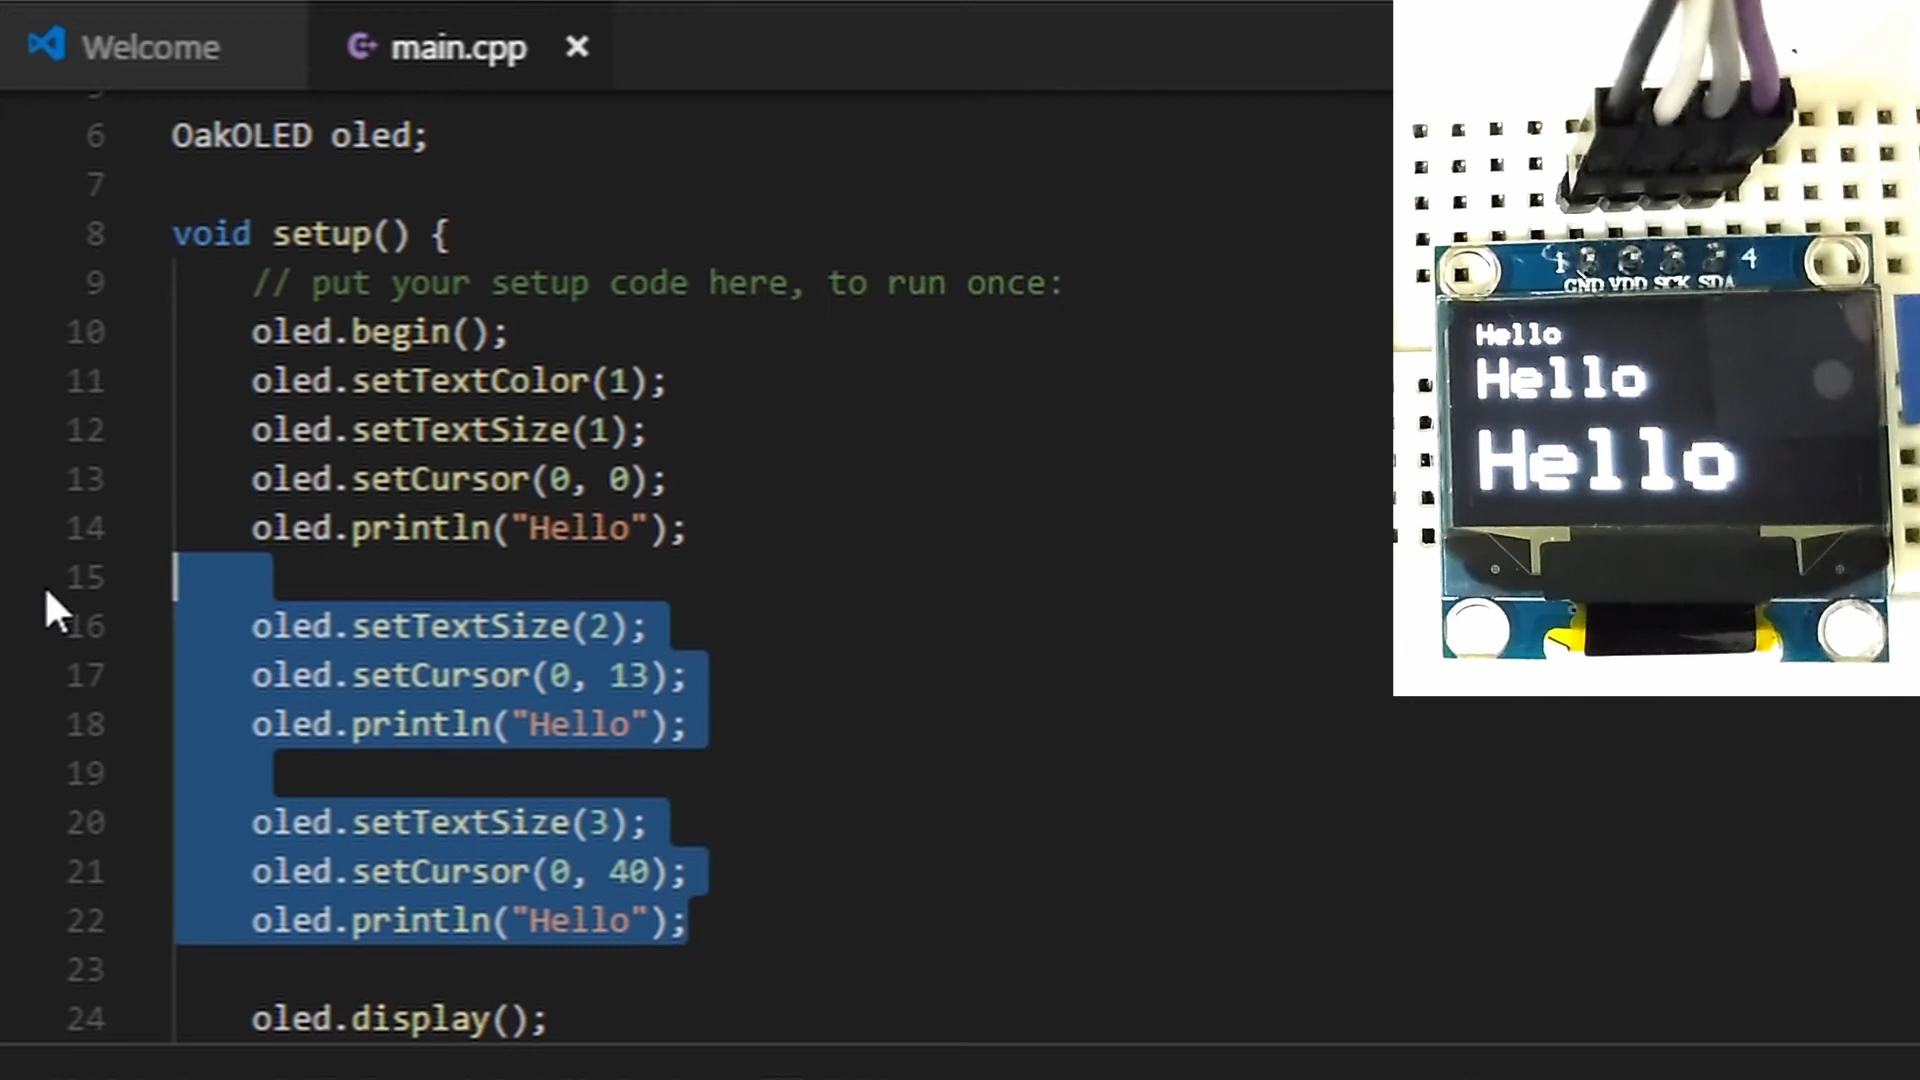 Welcome
main.cpp
6 OakOLED oled;
7
8 void setup() {
9 // put your setup code here, to run once:
10 oled.begin();
11 oled.setTextColor(1);
12 oled.setTextSize(1);
13 oled.setCursor(0, 0);
14 oled.println("Hello");
15
16 oled.setTextSize(2);
17 oled.setCursor(0, 13);
18 oled.println("Hello");
19
20 oled.setTextSize(3);
21 oled.setCursor(0, 40);
22 oled.println("Hello");
23
24 oled.display();
1 4
GND VDD SCK SDA
Hello
Hello
Hello